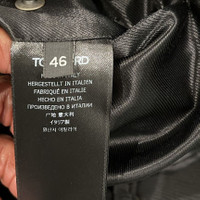 TO 46 RD
HERGESTELLT IN ITALIEN
FABRIQUÉ EN ITALIE
HECHO EN ITALIA
ПРОИЗВЕДЕНО В ИТАЛИИ
产地 意大利
イタリア製